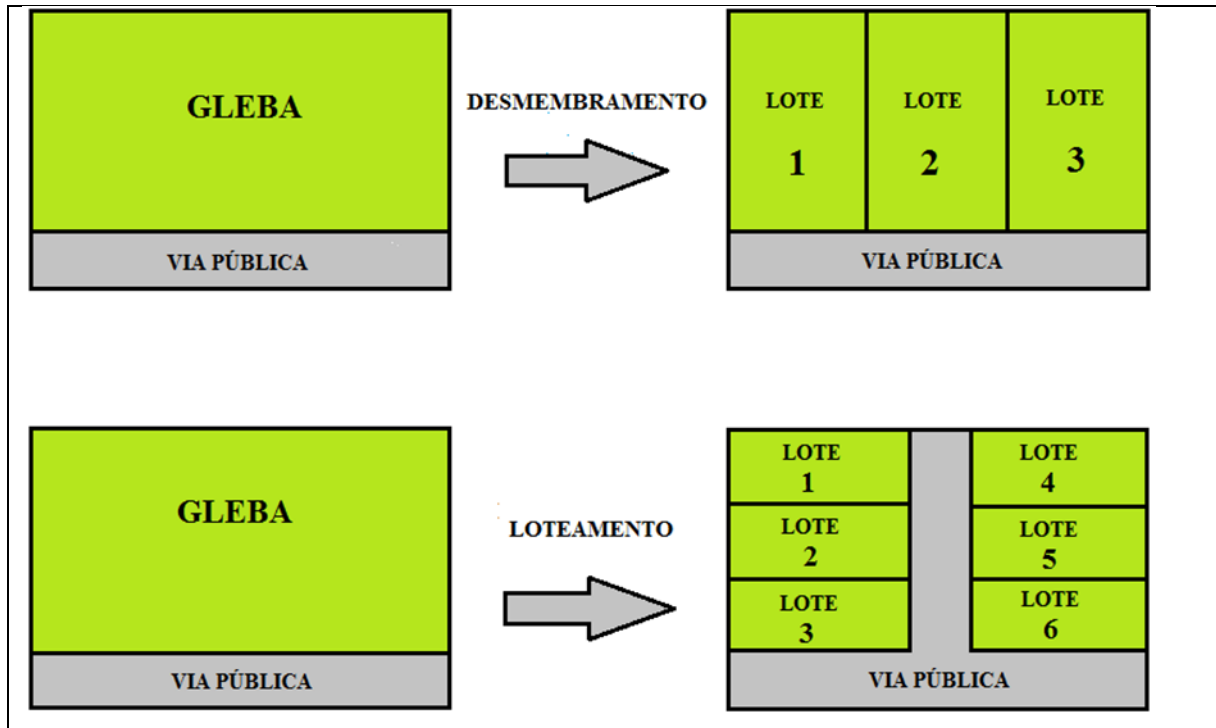 GLEBA
VIA PÚBLICA
DESMEMBRAMENTO
LOTE
1
LOTE
2
LOTE
3
VIA PÚBLICA
GLEBA
VIA PÚBLICA
LOTEAMENTO
LOTE
1
LOTE
2
LOTE
3
LOTE
4
LOTE
5
LOTE
6
VIA PÚBLICA